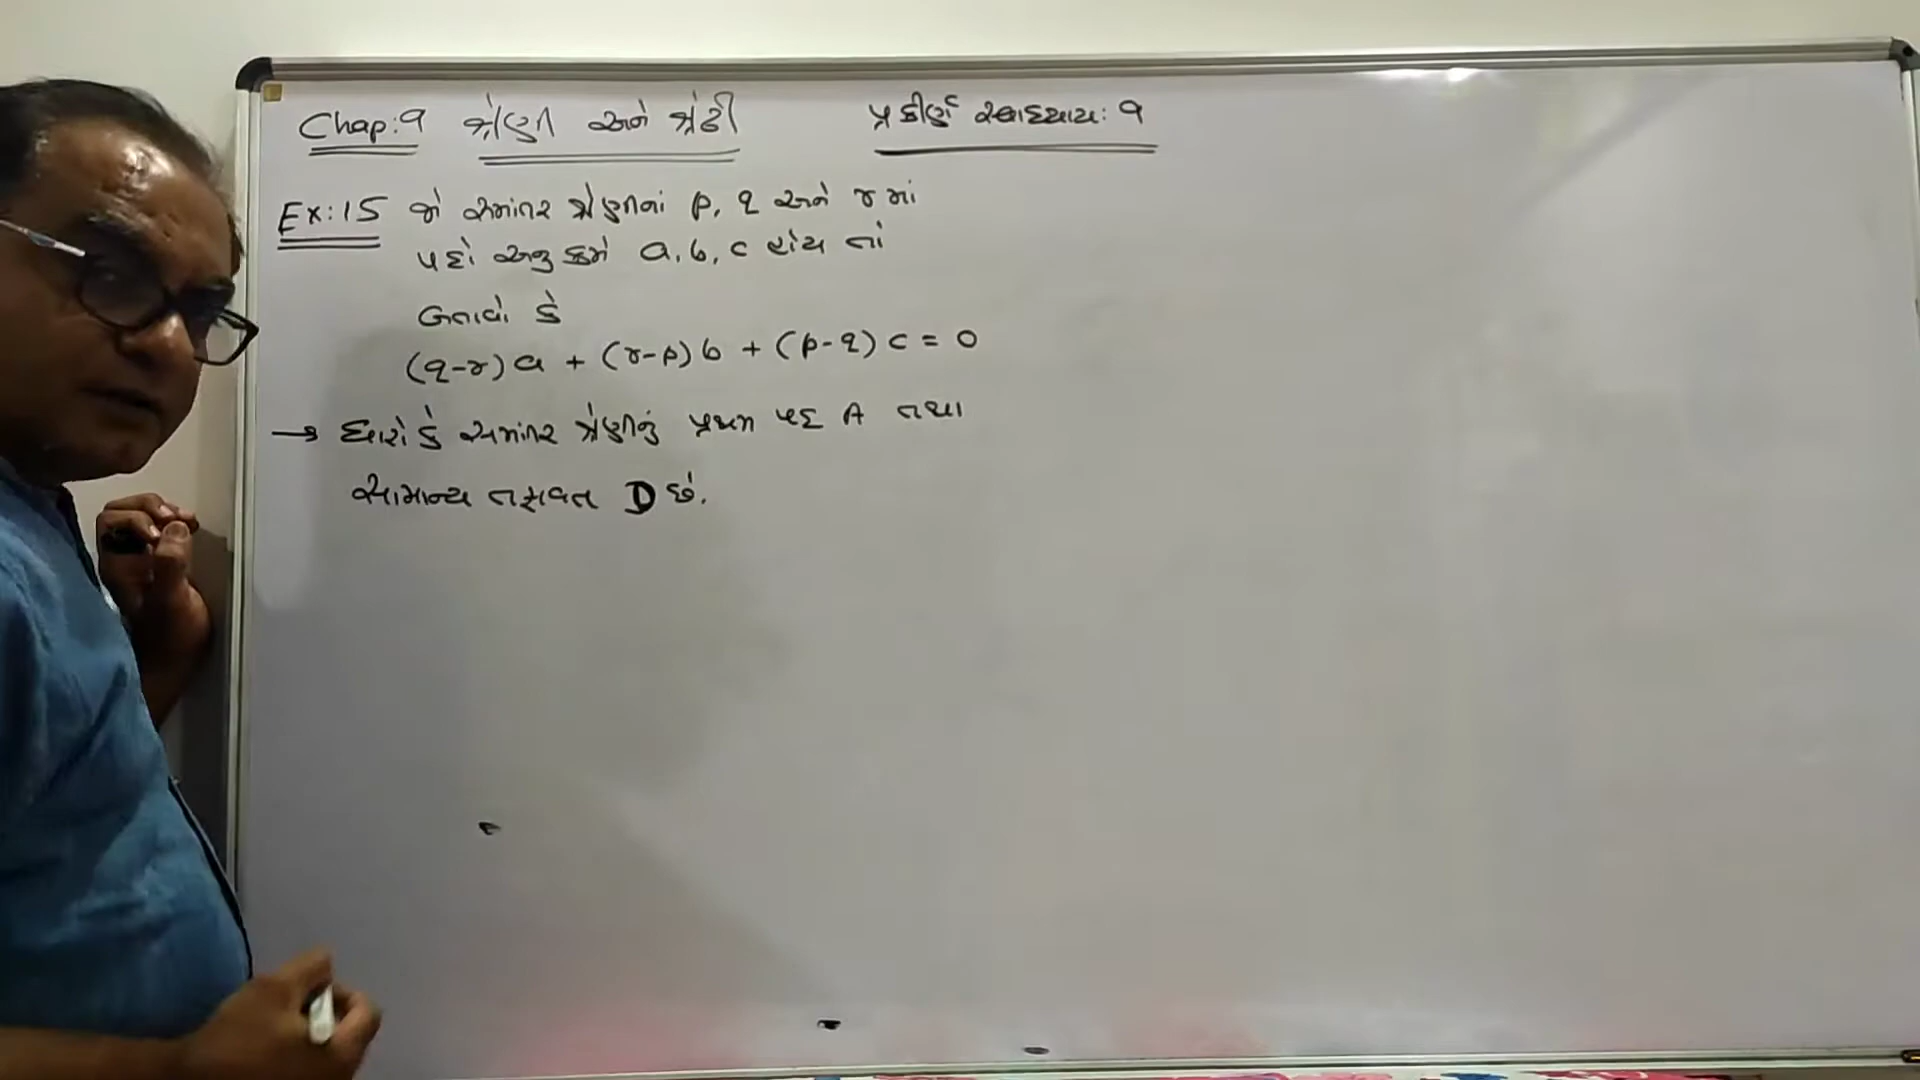 Chap:9 શ્રેણી અને શ્રેઢી
પ્રકીર્ણ સ્વાધ્યાય: 9
Ex:15 જો સમાંતર શ્રેણીનાં p, q અને r માં
પદો અનુક્રમે a, b, c હોય તો
બતાવો કે
(q-r) a + (r-p) b + (p-q) c = 0
→ ધારો કે સમાંતર શ્રેણીનું પ્રથમ પદ A તથા
સામાન્ય તફાવત D છે.